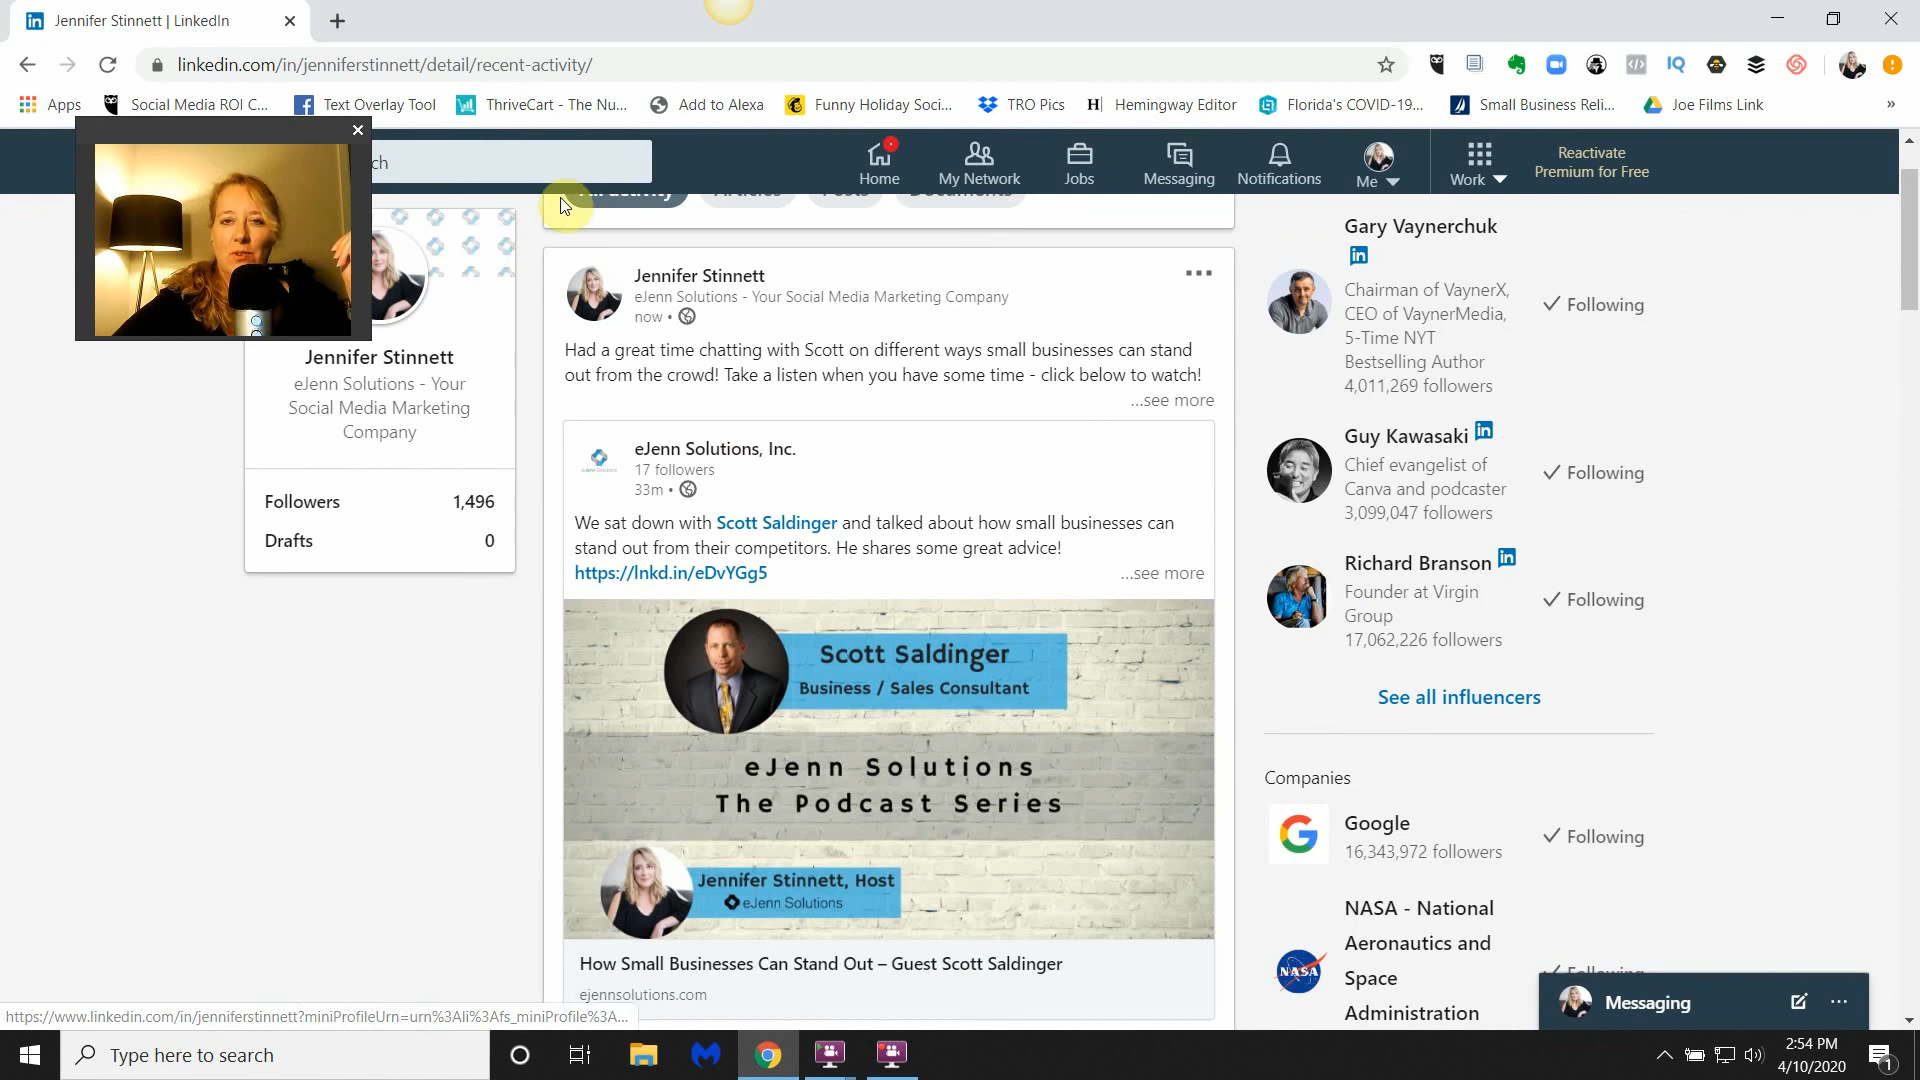 Jennifer Stinnett | LinkedIn
linkedin.com/in/jenniferstinnett/detail/recent-activity/
Apps
Social Media ROI C...
Text Overlay Tool
ThriveCart - The Nu...
Add to Alexa
Funny Holiday Soci...
TRO Pics
Hemingway Editor
Florida's COVID-19...
Small Business Reli...
Joe Films Link
»
ch
Home
My Network
Jobs
Messaging
Notifications
Me
Work
Reactivate
Premium for Free
activity
Articles
Posts
Documents
Jennifer Stinnett
eJenn Solutions - Your
Social Media Marketing
Company
Followers 1,496
Drafts 0
Jennifer Stinnett
eJenn Solutions - Your Social Media Marketing Company
now •
Had a great time chatting with Scott on different ways small businesses can stand
out from the crowd! Take a listen when you have some time - click below to watch!
...see more
eJenn Solutions, Inc.
17 followers
33m •
We sat down with Scott Saldinger and talked about how small businesses can
stand out from their competitors. He shares some great advice!
https://lnkd.in/eDvYGg5 ...see more
Scott Saldinger
Business / Sales Consultant
eJenn Solutions
The Podcast Series
Jennifer Stinnett, Host
eJenn Solutions
How Small Businesses Can Stand Out – Guest Scott Saldinger
ejennsolutions.com
Gary Vaynerchuk
Chairman of VaynerX,
CEO of VaynerMedia,
5-Time NYT
Bestselling Author
4,011,269 followers
Following
Guy Kawasaki
Chief evangelist of
Canva and podcaster
3,099,047 followers
Following
Richard Branson
Founder at Virgin
Group
17,062,226 followers
Following
See all influencers
Companies
Google
16,343,972 followers
Following
NASA - National
Aeronautics and
Space
Administration
Following
NASA
Messaging
https://www.linkedin.com/in/jenniferstinnett?miniProfileUrn=urn%3Ali%3Afs_miniProfile%3A...
Type here to search
2:54 PM
4/10/2020
1